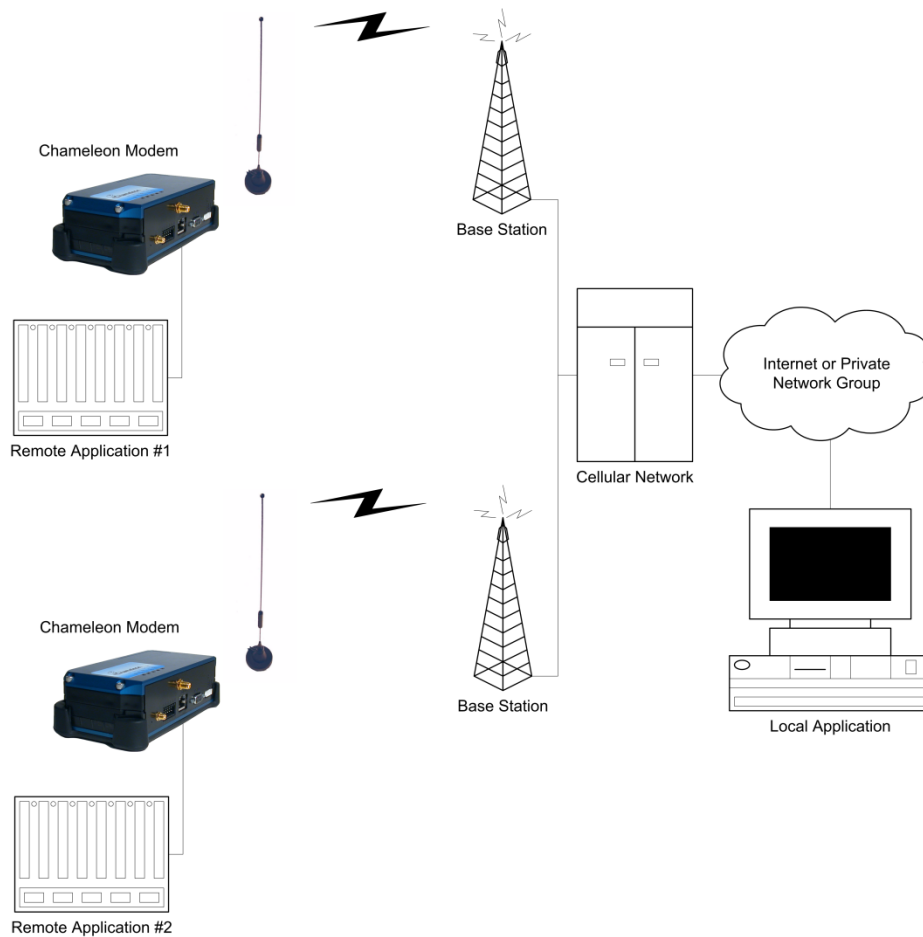 Chameleon Modem
Base Station
Remote Application #1
Internet or Private
Network Group
Cellular Network
Chameleon Modem
Base Station
Local Application
Remote Application #2